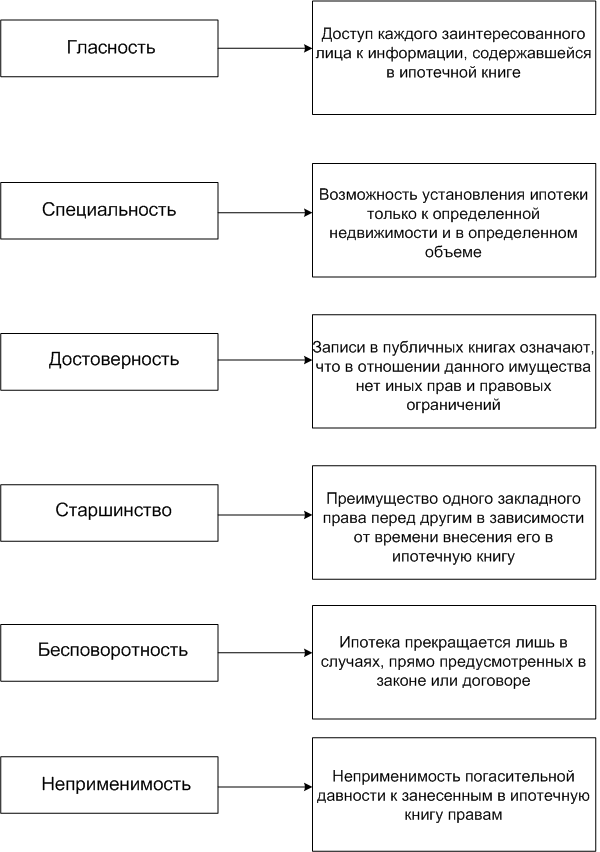 Гласность
Доступ каждого заинтересованного
лица к информации, содержавшейся
в ипотечной книге
Специальность
Возможность установления ипотеки
только к определенной
недвижимости и в определенном
объеме
Достоверность
Записи в публичных книгах означают,
что в отношении данного имущества
нет иных прав и правовых
ограничений
Старшинство
Преимущество одного закладного
права перед другим в зависимости
от времени внесения его в
ипотечную книгу
Бесповоротность
Ипотека прекращается лишь в
случаях, прямо предусмотренных в
законе или договоре
Неприменимость
Неприменимость погасительной
давности к занесенным в ипотечную
книгу правам